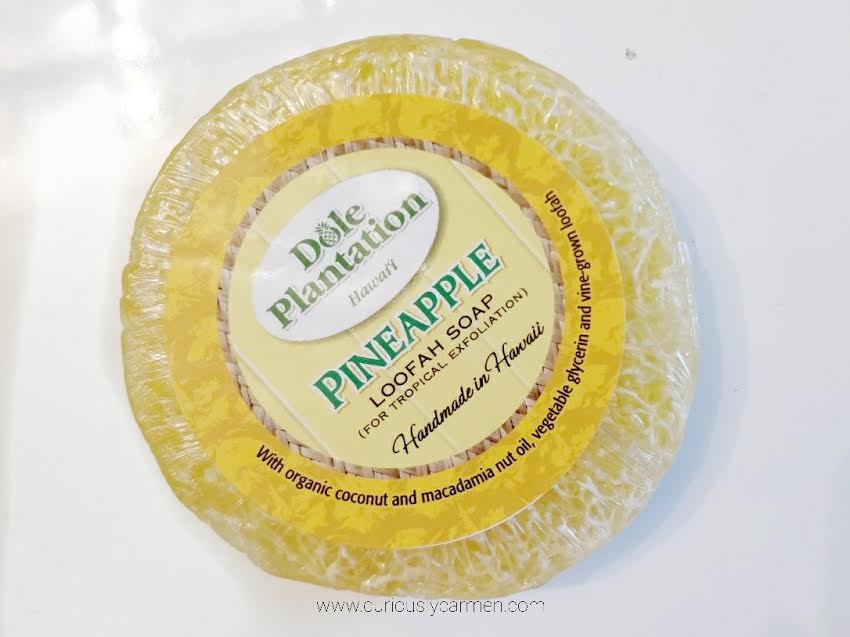 Dole
Plantation
Hawai'i
PINEAPPLE
LOOFAH SOAP
(FOR TROPICAL EXFOLIATION)
Handmade in Hawaii
With organic coconut and macadamia nut oil, vegetable glycerin and vine-grown loofah
www.curiouslycarmen.com